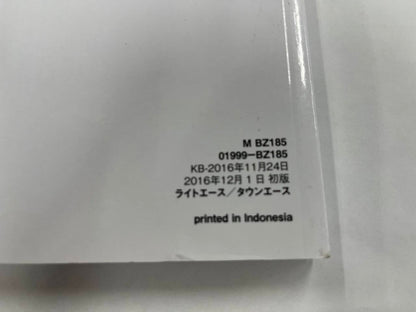 M BZ185
01999-BZ185
KB-2016年11月24日
2016年12月1日 初版
ライトエース/タウンエース
printed in Indonesia